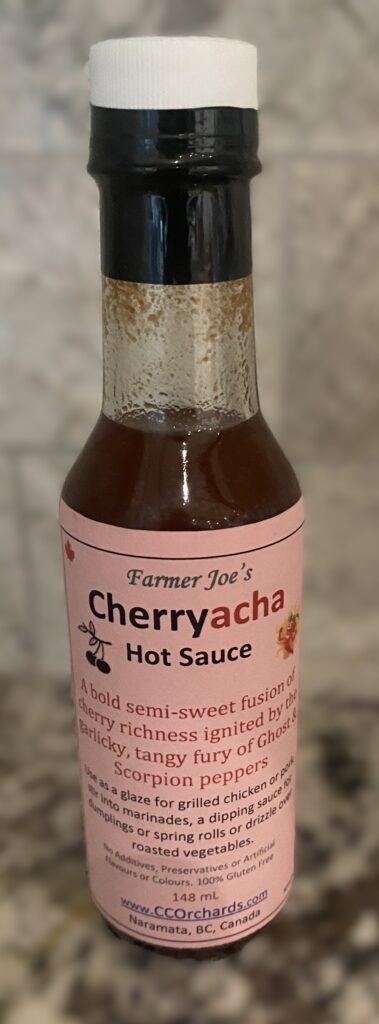 Farmer Joe's
Cherryacha
Hot Sauce
A bold semi-sweet fusion of
cherry richness ignited by the
garlicky, tangy fury of Ghost &
Scorpion peppers
Use as a glaze for grilled chicken or pork,
stir into marinades, a dipping sauce for
dumplings or spring rolls or drizzle over
roasted vegetables.
No Additives, Preservatives or Artificial
Flavours or Colours. 100% Gluten Free
148 mL
www.CCOrchards.com
Naramata, BC, Canada